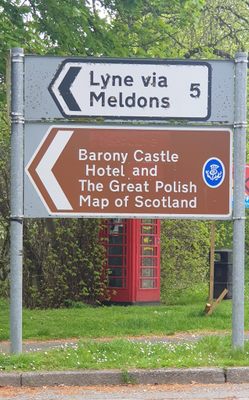 Lyne via
Meldons 5
Barony Castle
Hotel and
The Great Polish
Map of Scotland